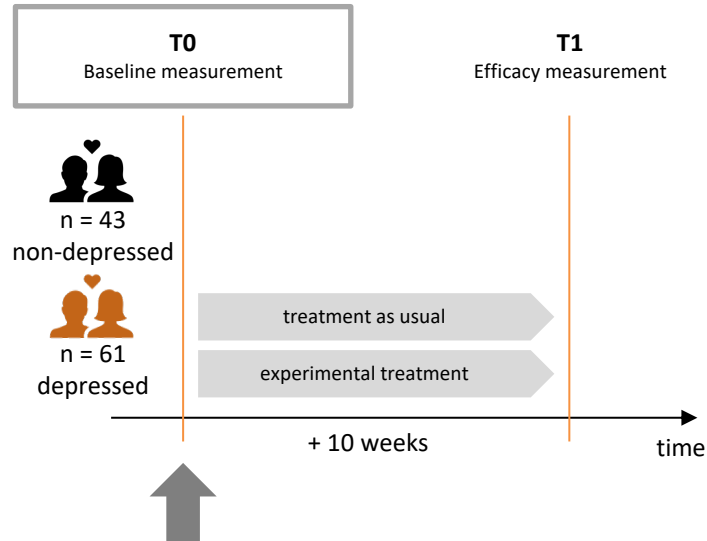 T0
Baseline measurement
T1
Efficacy measurement
n = 43
non-depressed
n = 61
depressed
treatment as usual
experimental treatment
+ 10 weeks
time